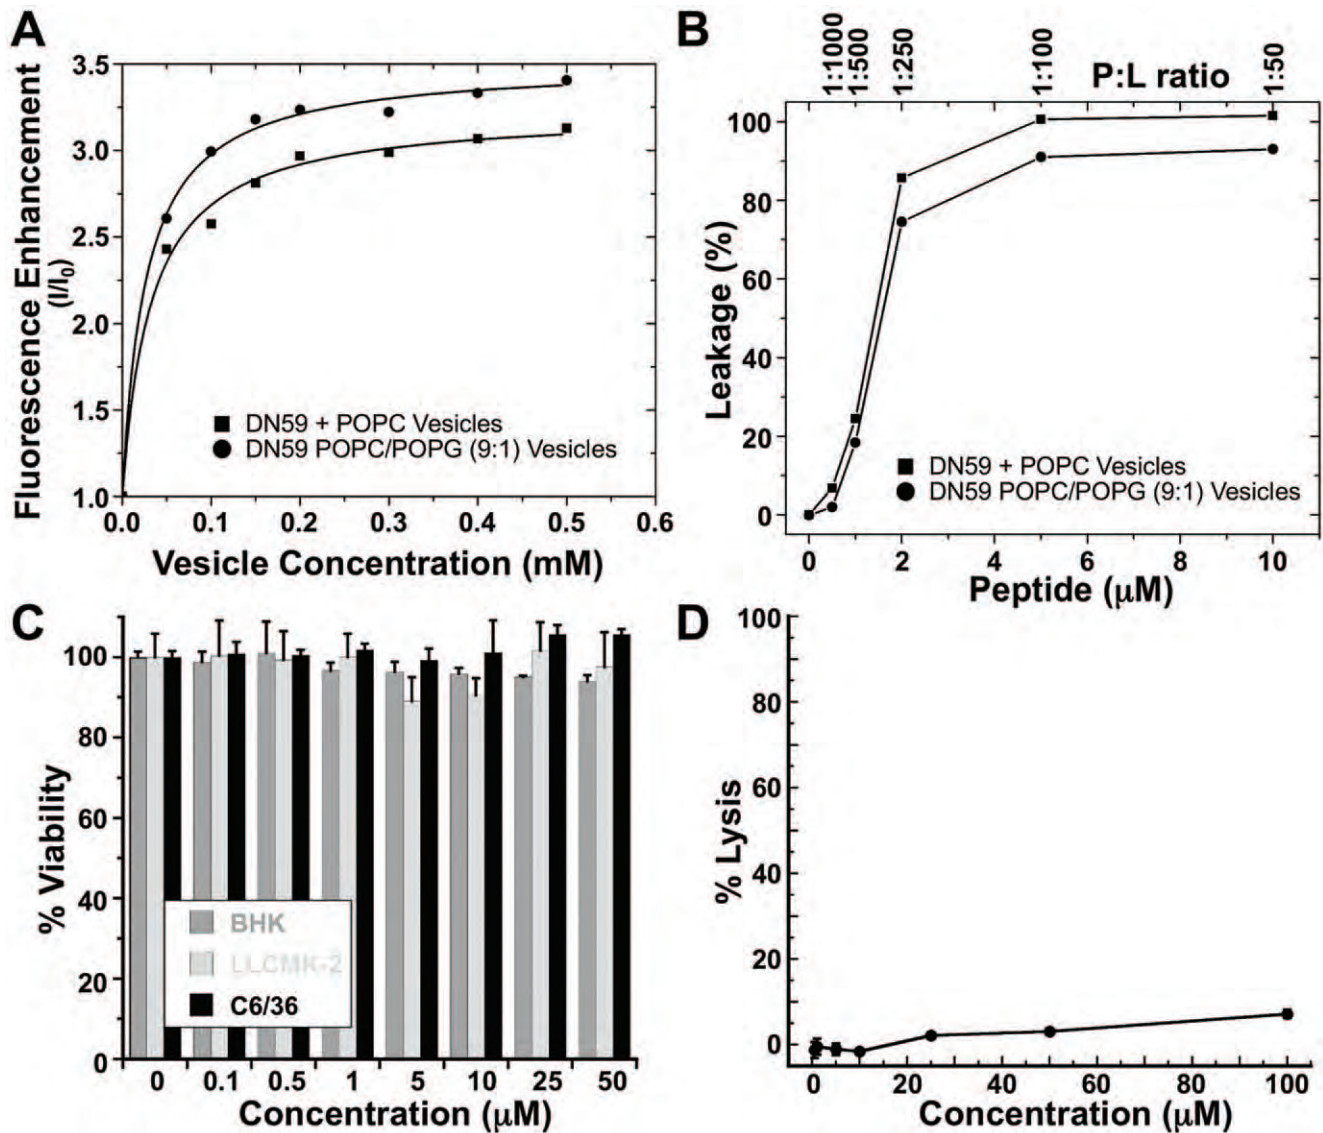 A
3.5
3.0
2.5
2.0
1.5
1.0
Fluorescence Enhancement
(I/I₀)
DN59 + POPC Vesicles
DN59 POPC/POPG (9:1) Vesicles
0.0 0.1 0.2 0.3 0.4 0.5 0.6
Vesicle Concentration (mM)
B
1:1000
1:500
1:250
1:100
1:50
P:L ratio
100
80
60
40
20
0
Leakage (%)
DN59 + POPC Vesicles
DN59 POPC/POPG (9:1) Vesicles
0 2 4 6 8 10
Peptide (μM)
C
100
80
60
40
20
0
% Viability
BHK
LLCMK-2
C6/36
0 0.1 0.5 1 5 10 25 50
Concentration (μM)
D
100
80
60
40
20
0
% Lysis
0 20 40 60 80 100
Concentration (μM)